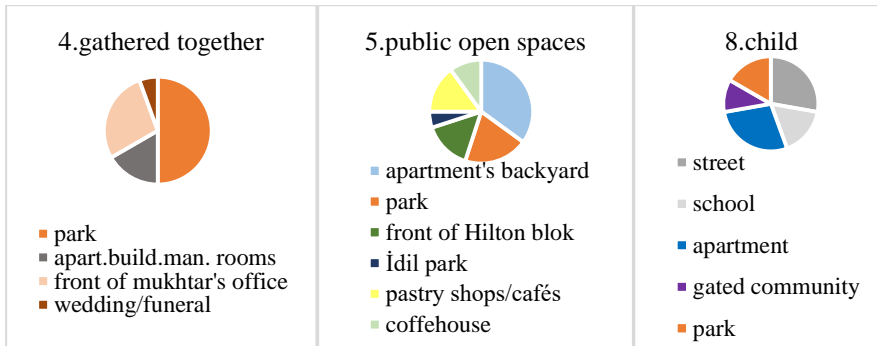 4.gathered together
park
apart.build.man. rooms
front of mukhtar's office
wedding/funeral
5.public open spaces
apartment's backyard
park
front of Hilton blok
İdil park
pastry shops/cafés
coffehouse
8.child
street
school
apartment
gated community
park